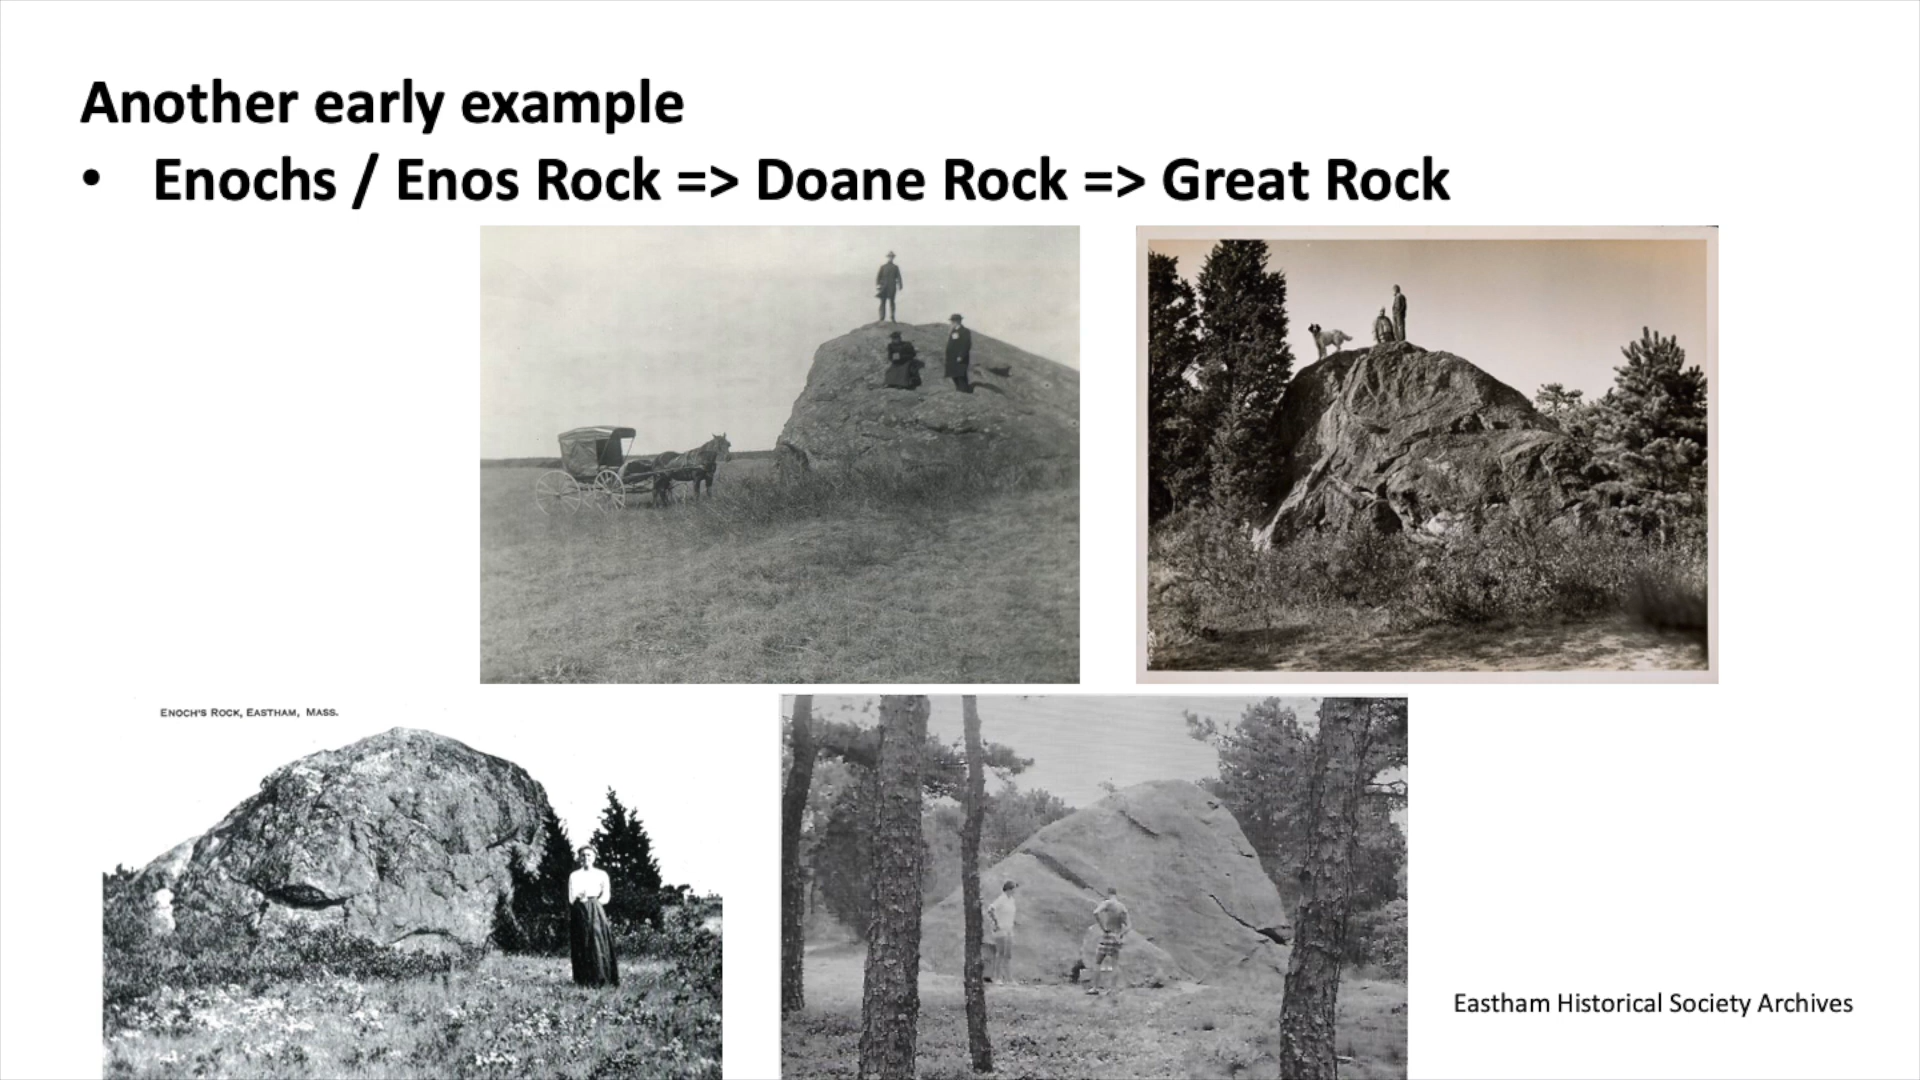 Another early example
• Enochs / Enos Rock => Doane Rock => Great Rock
ENOCH'S ROCK, EASTHAM, MASS.
Eastham Historical Society Archives